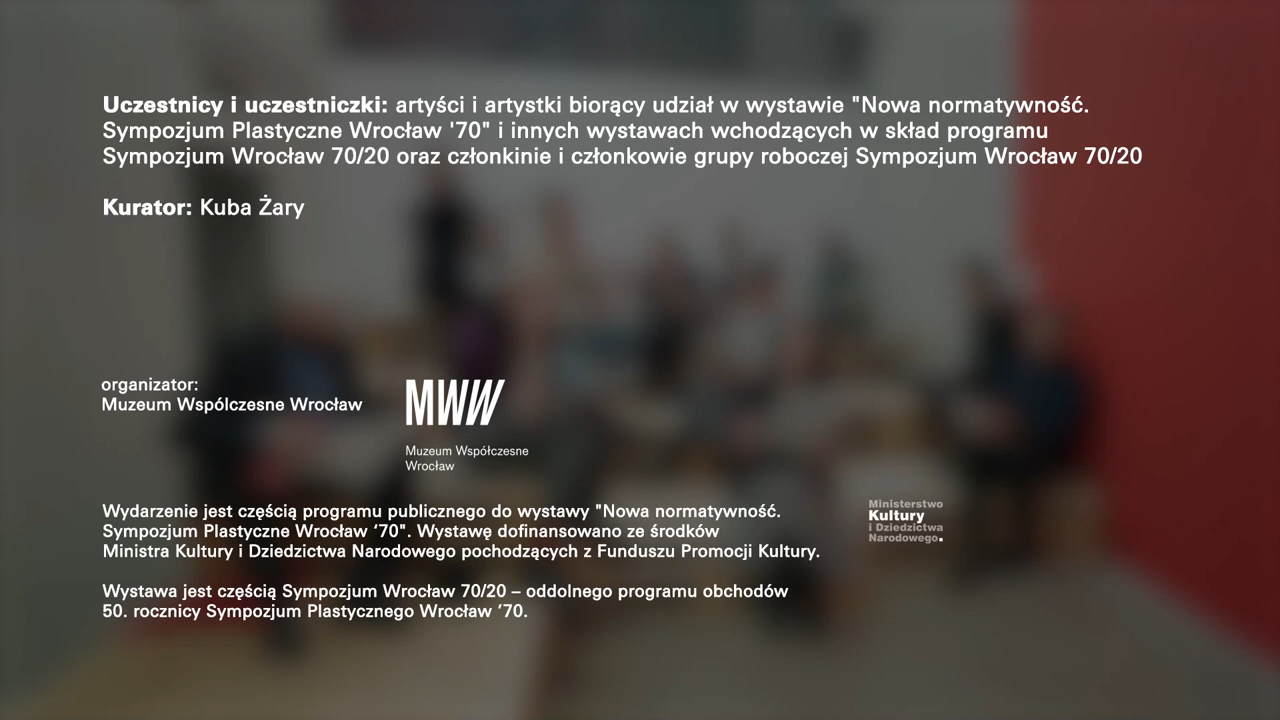 Uczestnicy i uczestniczki: artyści i artystki biorący udział w wystawie "Nowa normatywność.
Sympozjum Plastyczne Wrocław '70" i innych wystawach wchodzących w skład programu
Sympozjum Wrocław 70/20 oraz członkinie i członkowie grupy roboczej Sympozjum Wrocław 70/20
Kurator: Kuba Żary
organizator:
Muzeum Wspólczesne Wrocław
MWW
Muzeum Współczesne
Wrocław
Wydarzenie jest częścią programu publicznego do wystawy "Nowa normatywność.
Sympozjum Plastyczne Wrocław ‘70". Wystawę dofinansowano ze środków
Ministra Kultury i Dziedzictwa Narodowego pochodzących z Funduszu Promocji Kultury.
Ministerstwo
Kultury
i Dziedzictwa
Narodowego.
Wystawa jest częścią Sympozjum Wrocław 70/20 – oddolnego programu obchodów
50. rocznicy Sympozjum Plastycznego Wrocław ’70.